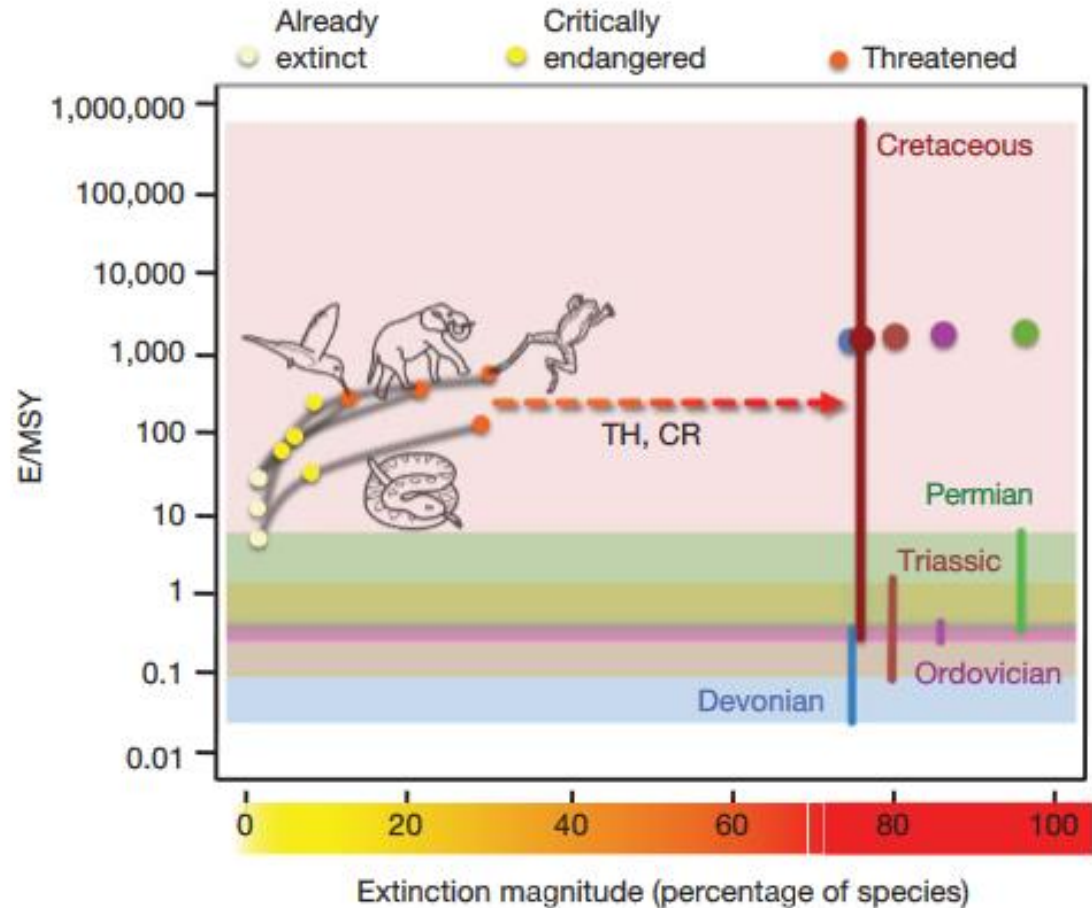 Already
extinct
Critically
endangered
Threatened
1,000,000
100,000
10,000
1,000
100
10
1
0.1
0.01
E/MSY
Cretaceous
TH, CR
Permian
Triassic
Ordovician
Devonian
0 20 40 60 80 100
Extinction magnitude (percentage of species)